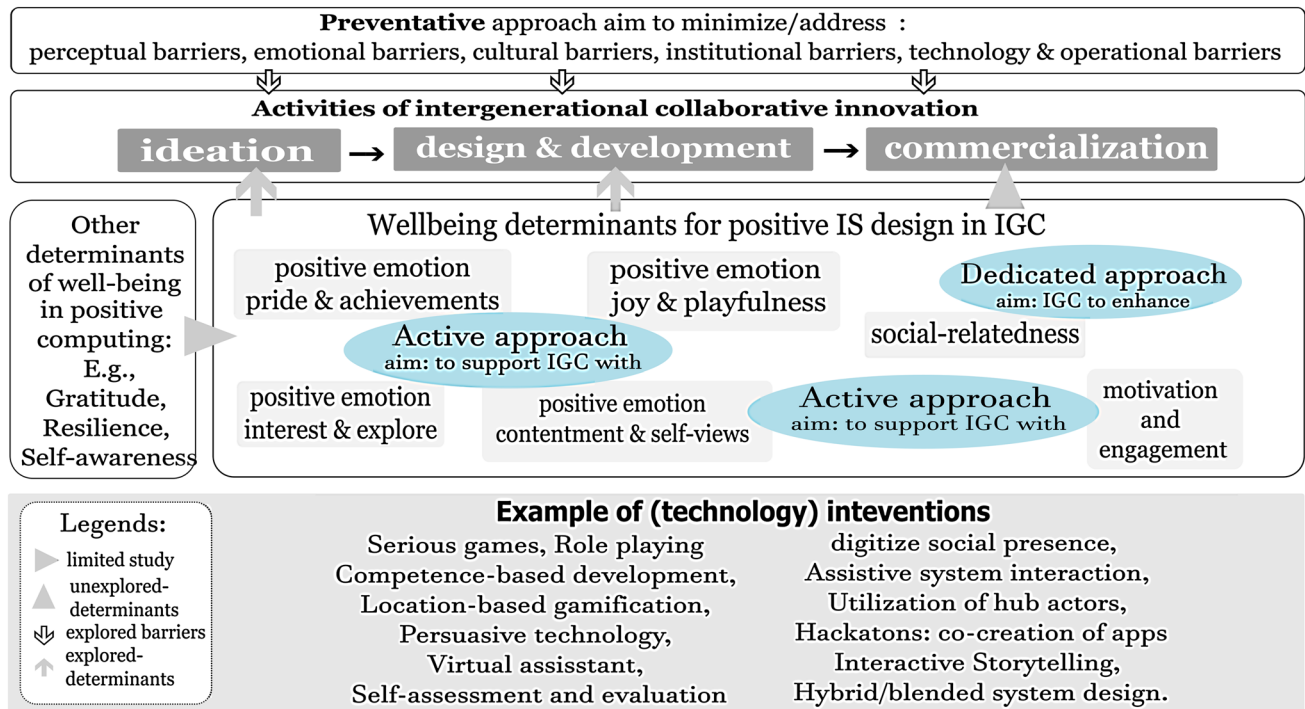 Preventative approach aim to minimize/address :
perceptual barriers, emotional barriers, cultural barriers, institutional barriers, technology & operational barriers
Activities of intergenerational collaborative innovation
ideation
design & development
commercialization
Other
determinants
of well-being
in positive
computing:
E.g.,
Gratitude,
Resilience,
Self-awareness
Wellbeing determinants for positive IS design in IGC
positive emotion
pride & achievements
positive emotion
joy & playfulness
Dedicated approach
aim: IGC to enhance
social-relatedness
Active approach
aim: to support IGC with
positive emotion
interest & explore
positive emotion
contentment & self-views
Active approach
aim: to support IGC with
motivation
and
engagement
Legends:
limited study
unexplored-
determinants
explored barriers
explored-
determinants
Example of (technology) inteventions
Serious games, Role playing
Competence-based development,
Location-based gamification,
Persuasive technology,
Virtual assisstant,
Self-assessment and evaluation
digitize social presence,
Assistive system interaction,
Utilization of hub actors,
Hackatons: co-creation of apps
Interactive Storytelling,
Hybrid/blended system design.